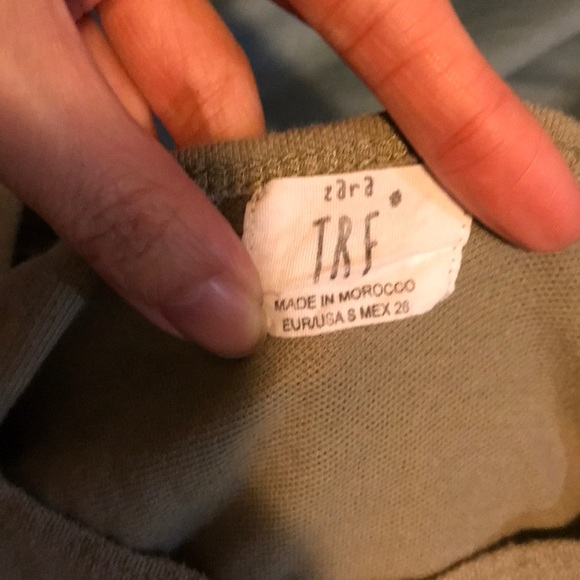 zara
TRF
MADE IN MOROCCO
EUR/USA S MEX 26